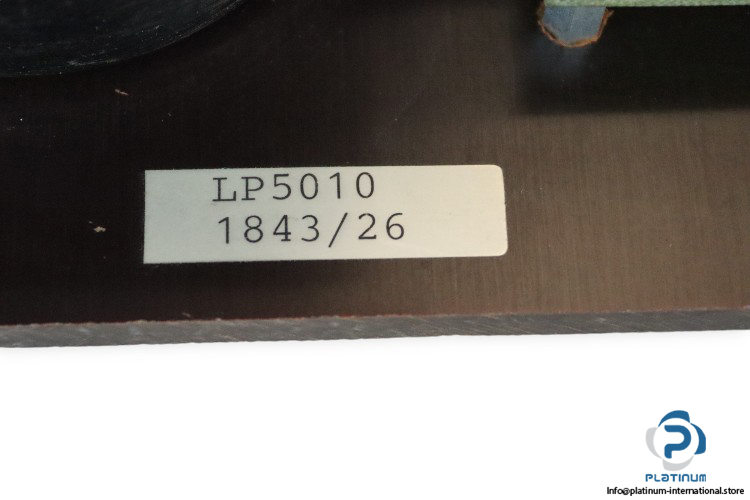 LP5010
1843/26
PLATINUM
Info@platinum-international.store